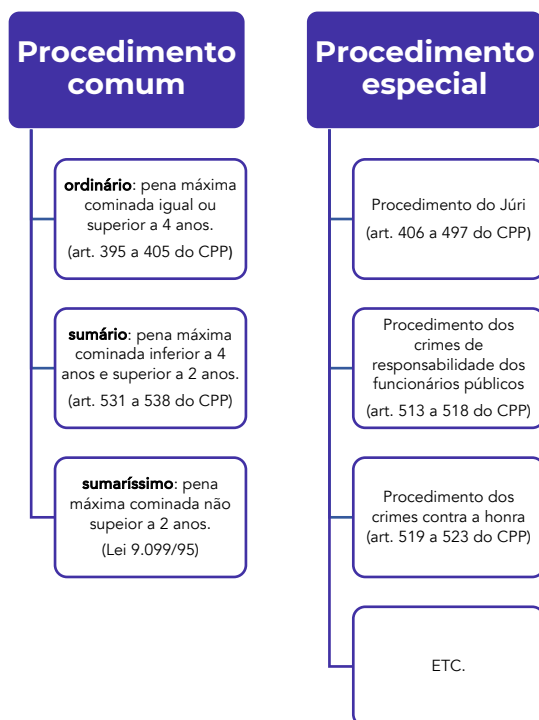 Procedimento
comum
ordinário: pena máxima
cominada igual ou
superior a 4 anos.
(art. 395 a 405 do CPP)
sumário: pena máxima
cominada inferior a 4
anos e superior a 2 anos.
(art. 531 a 538 do CPP)
sumaríssimo: pena
máxima cominada não
supeior a 2 anos.
(Lei 9.099/95)
Procedimento
especial
Procedimento do Júri
(art. 406 a 497 do CPP)
Procedimento dos
crimes de
responsabilidade dos
funcionários públicos
(art. 513 a 518 do CPP)
Procedimento dos
crimes contra a honra
(art. 519 a 523 do CPP)
ETC.